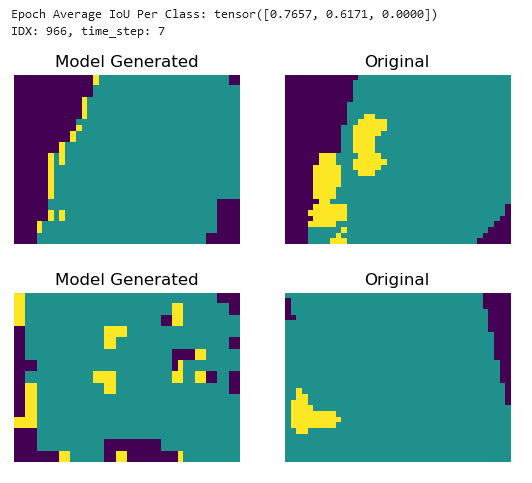 Epoch Average IoU Per Class: tensor([0.7657, 0.6171, 0.0000])
IDX: 966, time_step: 7
Model Generated
Original
Model Generated
Original